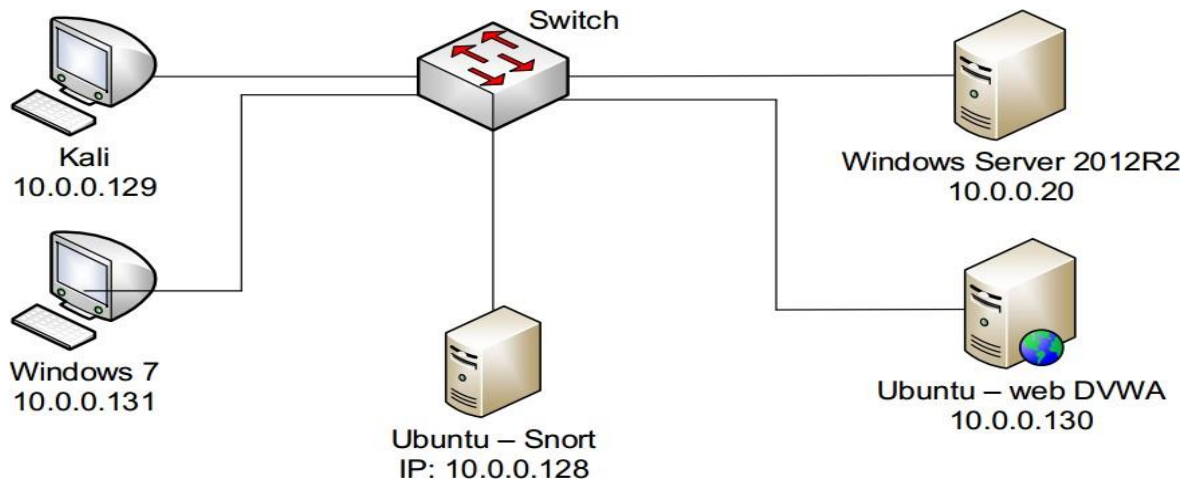 Switch
Kali
10.0.0.129
Windows Server 2012R2
10.0.0.20
Windows 7
10.0.0.131
Ubuntu – Snort
IP: 10.0.0.128
Ubuntu – web DVWA
10.0.0.130